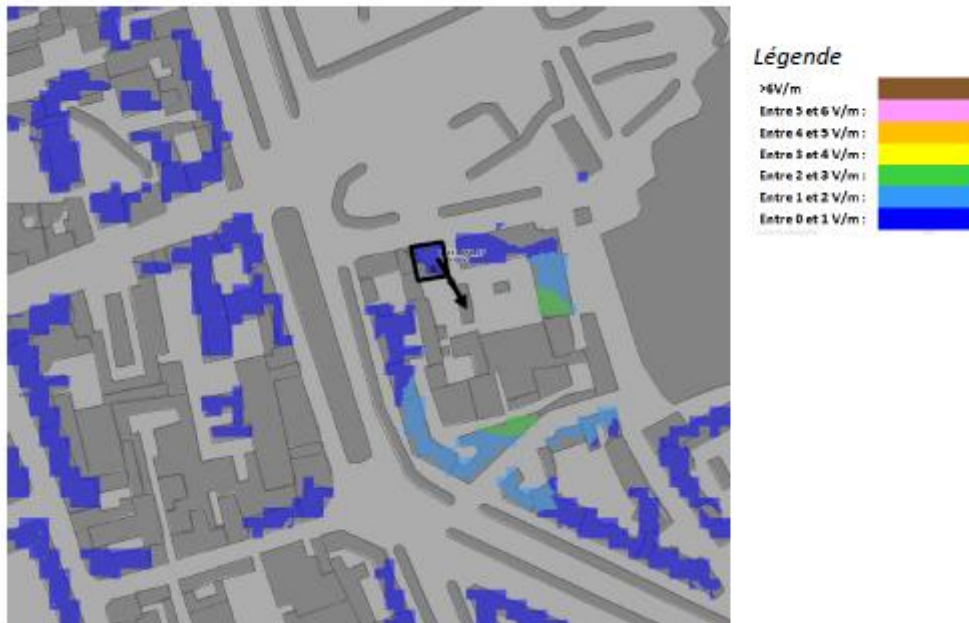 Légende
>6V/m
Entre 5 et 6 V/m :
Entre 4 et 5 V/m :
Entre 3 et 4 V/m :
Entre 2 et 3 V/m :
Entre 1 et 2 V/m :
Entre 0 et 1 V/m :